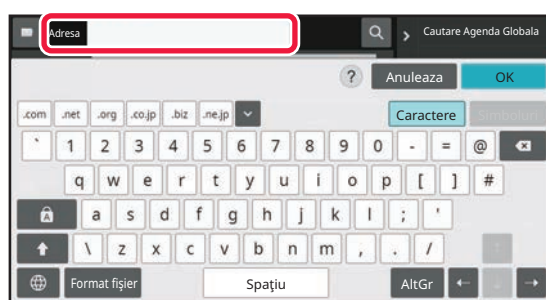 Adresa
Cautare Agenda Globala
? Anuleaza OK
.com .net .org .co.jp .biz .ne.jp Caractere Simboluri
` 1 2 3 4 5 6 7 8 9 0 - = @
q w e r t y u i o p [ ] #
A a s d f g h j k l ; '
\ z x c v b n m , . /
Format fişier Spaţiu AltGr